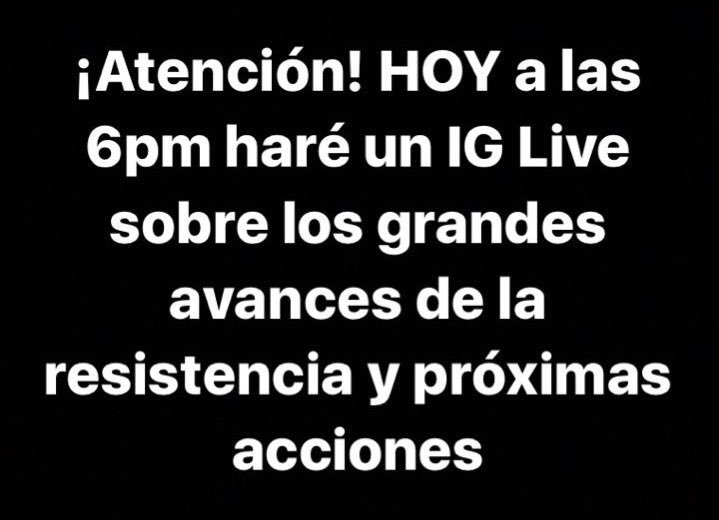 ¡Atención! HOY a las
6pm haré un IG Live
sobre los grandes
avances de la
resistencia y próximas
acciones